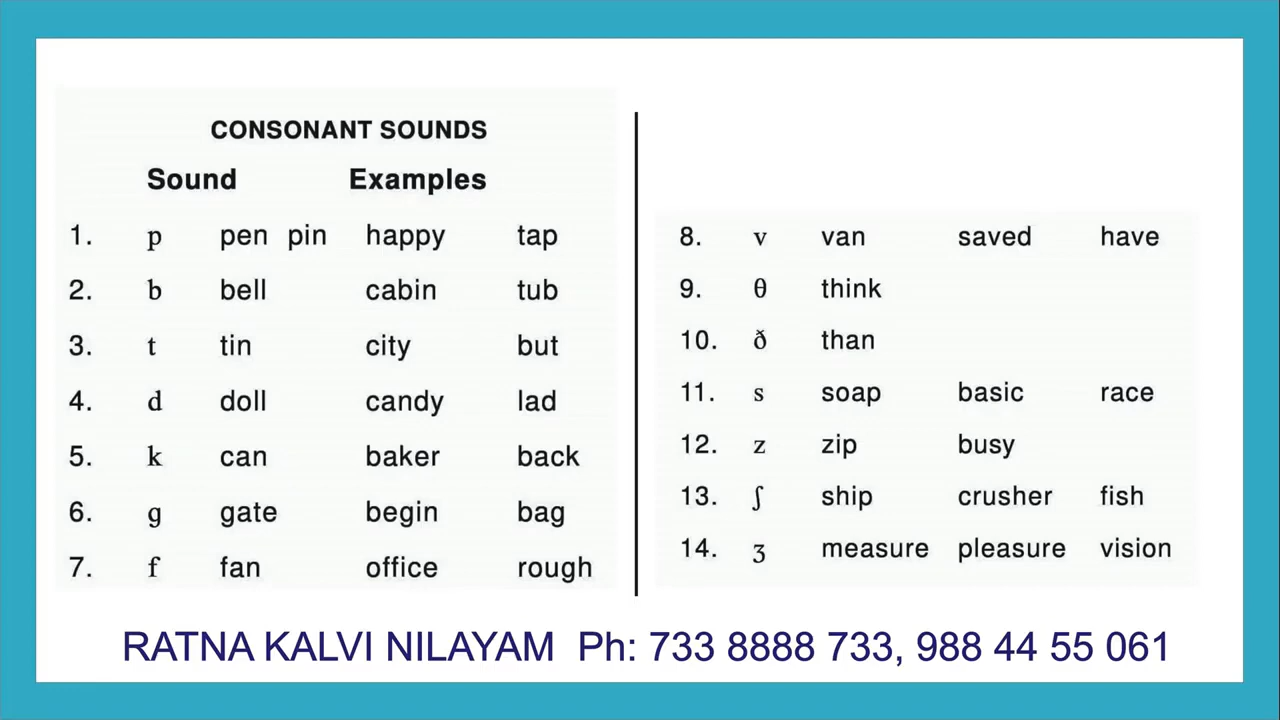 CONSONANT SOUNDS
Sound Examples
1. p pen pin happy tap
2. b bell cabin tub
3. t tin city but
4. d doll candy lad
5. k can baker back
6. g gate begin bag
7. f fan office rough
8. v van saved have
9. θ think
10. ð than
11. s soap basic race
12. z zip busy
13. ʃ ship crusher fish
14. ʒ measure pleasure vision
RATNA KALVI NILAYAM Ph: 733 8888 733, 988 44 55 061